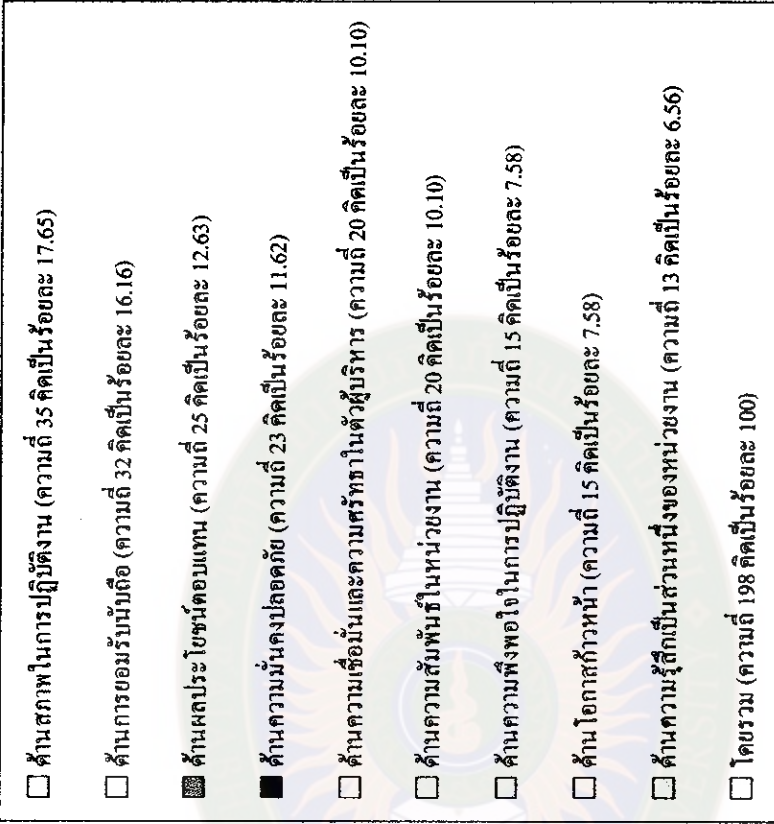 ด้านสภาพในการปฏิบัติงาน (ความถี่ 35 คิดเป็นร้อยละ 17.65)
ด้านการยอมรับนับถือ (ความถี่ 32 คิดเป็นร้อยละ 16.16)
ด้านผลประโยชน์ตอบแทน (ความถี่ 25 คิดเป็นร้อยละ 12.63)
ด้านความมั่นคงปลอดภัย (ความถี่ 23 คิดเป็นร้อยละ 11.62)
ด้านความเชื่อมั่นและความศรัทธาในตัวผู้บริหาร (ความถี่ 20 คิดเป็นร้อยละ 10.10)
ด้านความสัมพันธ์ในหน่วยงาน (ความถี่ 20 คิดเป็นร้อยละ 10.10)
ด้านความพึงพอใจในการปฏิบัติงาน (ความถี่ 15 คิดเป็นร้อยละ 7.58)
ด้านโอกาสก้าวหน้า (ความถี่ 15 คิดเป็นร้อยละ 7.58)
ด้านความรู้สึกเป็นส่วนหนึ่งของหน่วยงาน (ความถี่ 13 คิดเป็นร้อยละ 6.56)
โดยรวม (ความถี่ 198 คิดเป็นร้อยละ 100)